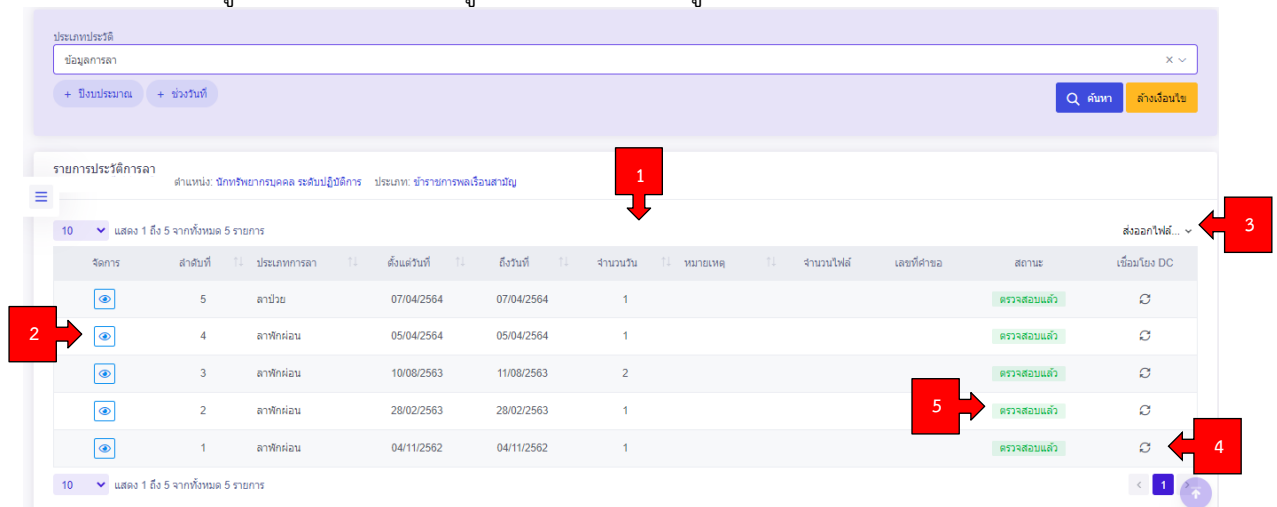 ประเภทประวัติ
ข้อมูลการลา
+ ปีงบประมาณ + ช่วงวันที่ ค้นหา ล้างเงื่อนไข
รายการประวัติการลา
ตำแหน่ง: นักทรัพยากรบุคคล ระดับปฏิบัติการ ประเภท: ข้าราชการพลเรือนสามัญ
1
10 แสดง 1 ถึง 5 จากทั้งหมด 5 รายการ ส่งออกไฟล์... 3
จัดการ ลำดับที่ ประเภทการลา ตั้งแต่วันที่ ถึงวันที่ จำนวนวัน หมายเหตุ จำนวนไฟล์ เลขที่คำขอ สถานะ เชื่อมโยง DC
5 ลาป่วย 07/04/2564 07/04/2564 1 ตรวจสอบแล้ว
2 4 ลาพักผ่อน 05/04/2564 05/04/2564 1 ตรวจสอบแล้ว
3 ลาพักผ่อน 10/08/2563 11/08/2563 2 ตรวจสอบแล้ว
2 ลาพักผ่อน 28/02/2563 28/02/2563 1 5 ตรวจสอบแล้ว
1 ลาพักผ่อน 04/11/2562 04/11/2562 1 ตรวจสอบแล้ว 4
10 แสดง 1 ถึง 5 จากทั้งหมด 5 รายการ < 1 >